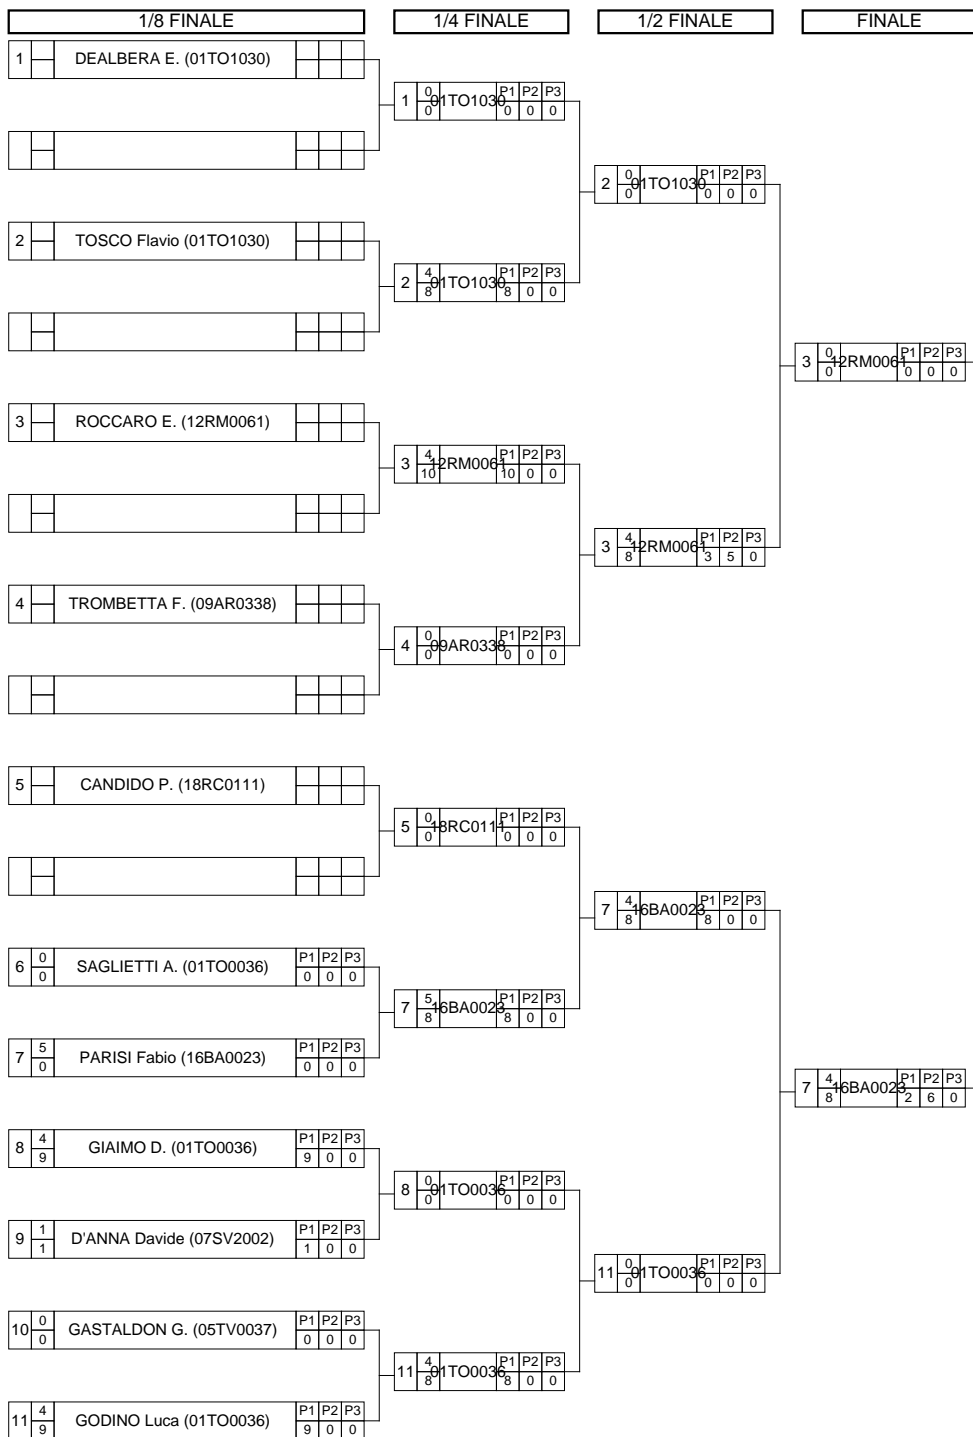 1/8 FINALE
1/4 FINALE
1/2 FINALE
FINALE
1 DEALBERA E. (01TO1030)
1 0 0 01TO1030 P1 P2 P3 0 0 0
2 0 0 01TO1030 P1 P2 P3 0 0 0
2 TOSCO Flavio (01TO1030)
2 4 8 01TO1030 P1 P2 P3 8 0 0
3 0 0 12RM0061 P1 P2 P3 0 0 0
3 ROCCARO E. (12RM0061)
3 4 10 12RM0061 P1 P2 P3 10 0 0
3 4 8 12RM0061 P1 P2 P3 3 5 0
4 TROMBETTA F. (09AR0338)
4 0 0 09AR0338 P1 P2 P3 0 0 0
5 CANDIDO P. (18RC0111)
5 0 0 18RC0111 P1 P2 P3 0 0 0
7 4 8 16BA0023 P1 P2 P3 8 0 0
6 0 0 SAGLIETTI A. (01TO0036) P1 P2 P3 0 0 0
7 5 8 16BA0023 P1 P2 P3 8 0 0
7 5 0 PARISI Fabio (16BA0023) P1 P2 P3 0 0 0
7 4 8 16BA0023 P1 P2 P3 2 6 0
8 4 9 GIAIMO D. (01TO0036) P1 P2 P3 9 0 0
8 0 0 01TO0036 P1 P2 P3 0 0 0
9 1 1 D'ANNA Davide (07SV2002) P1 P2 P3 1 0 0
11 0 0 01TO0036 P1 P2 P3 0 0 0
10 0 0 GASTALDON G. (05TV0037) P1 P2 P3 0 0 0
11 4 8 01TO0036 P1 P2 P3 8 0 0
11 4 9 GODINO Luca (01TO0036) P1 P2 P3 9 0 0